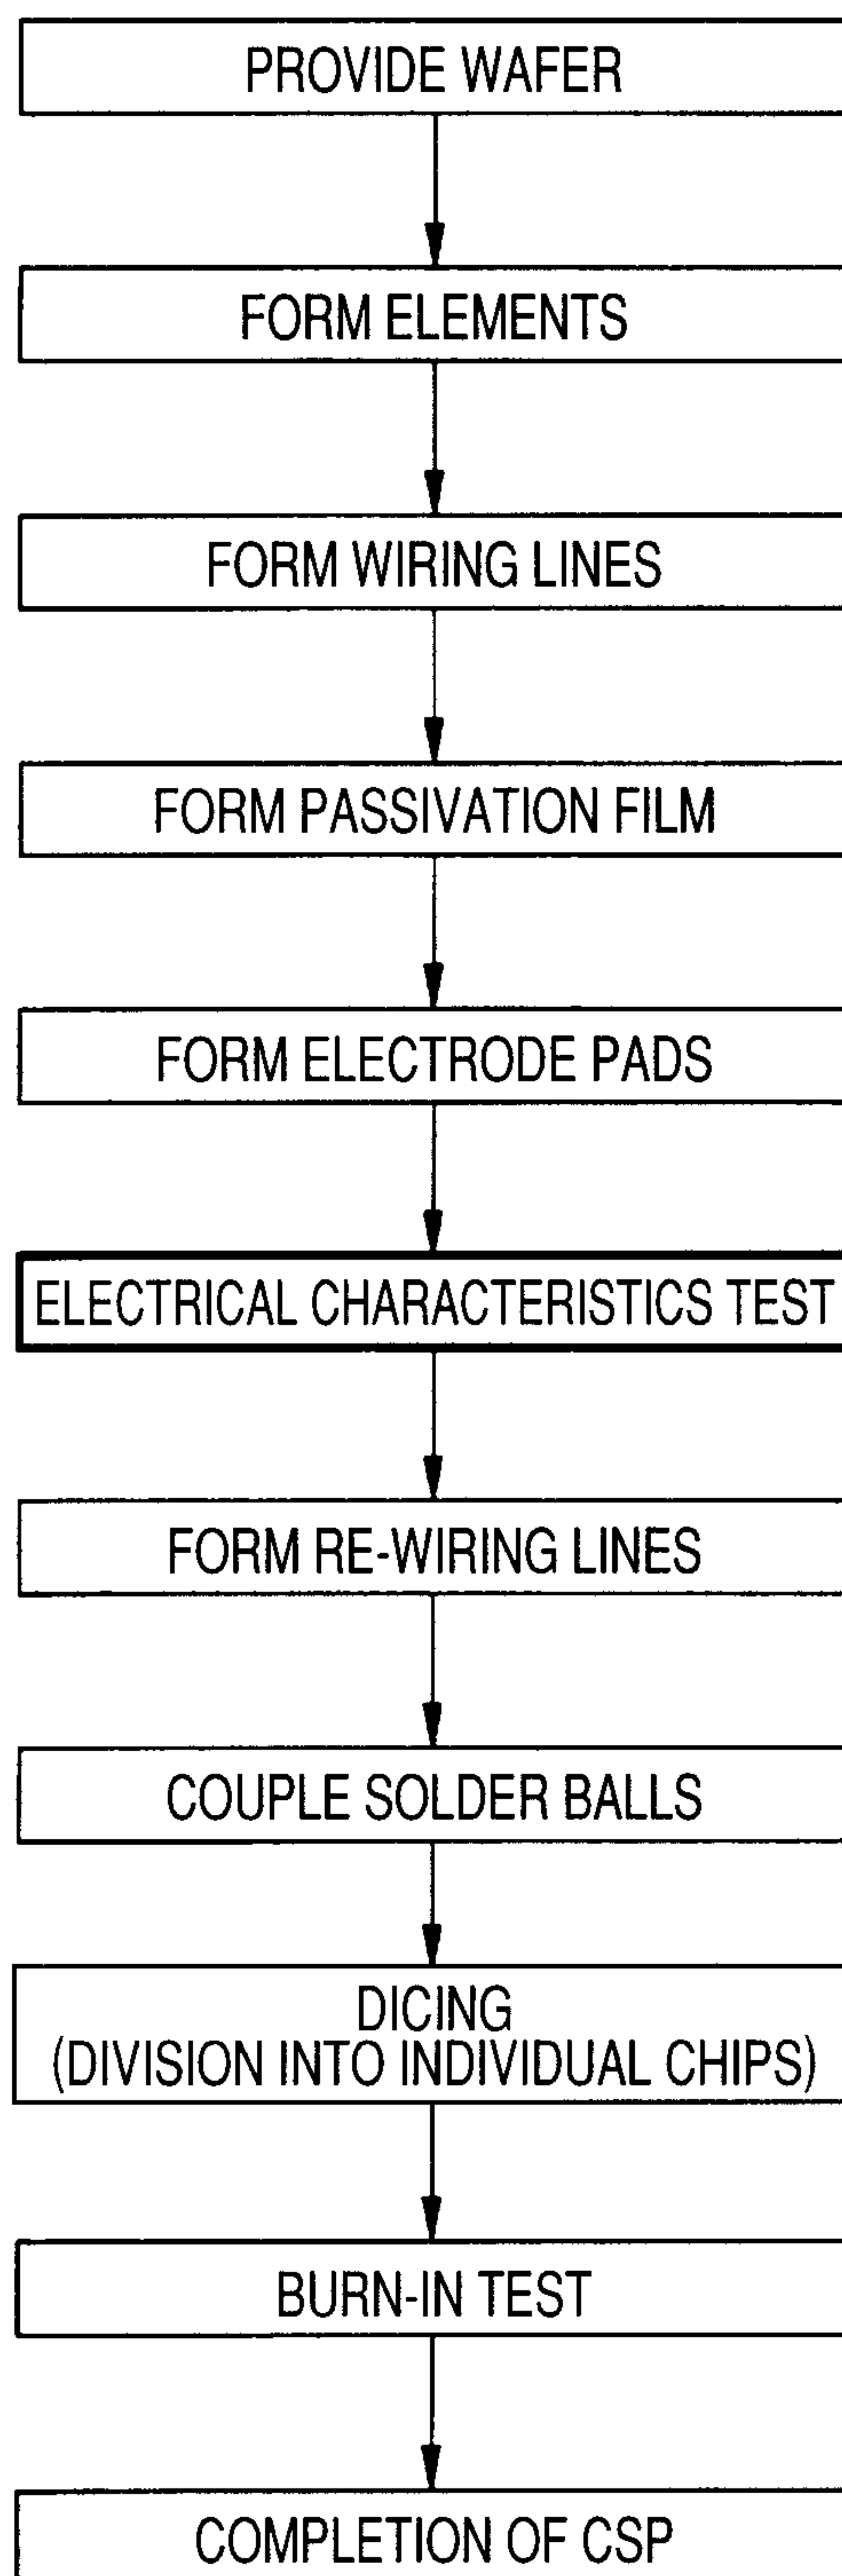 PROVIDE WAFER
FORM ELEMENTS
FORM WIRING LINES
FORM PASSIVATION FILM
FORM ELECTRODE PADS
ELECTRICAL CHARACTERISTICS TEST
FORM RE-WIRING LINES
COUPLE SOLDER BALLS
DICING
(DIVISION INTO INDIVIDUAL CHIPS)
BURN-IN TEST
COMPLETION OF CSP